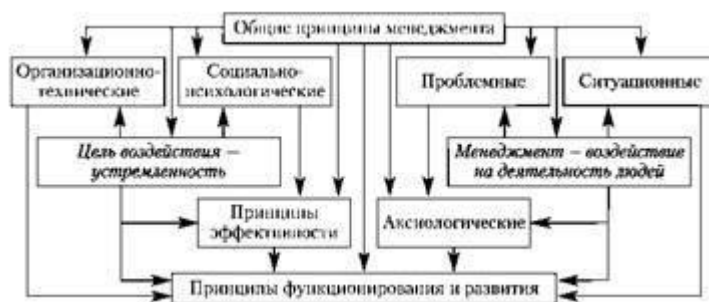 Общие принципы менеджмента
Организационно-
технические
Социально-
психологические
Проблемные
Ситуационные
Цель воздействия –
устремленность
Менеджмент – воздействие
на деятельность людей
Принципы
эффективности
Аксиологические
Принципы функционирования и развития